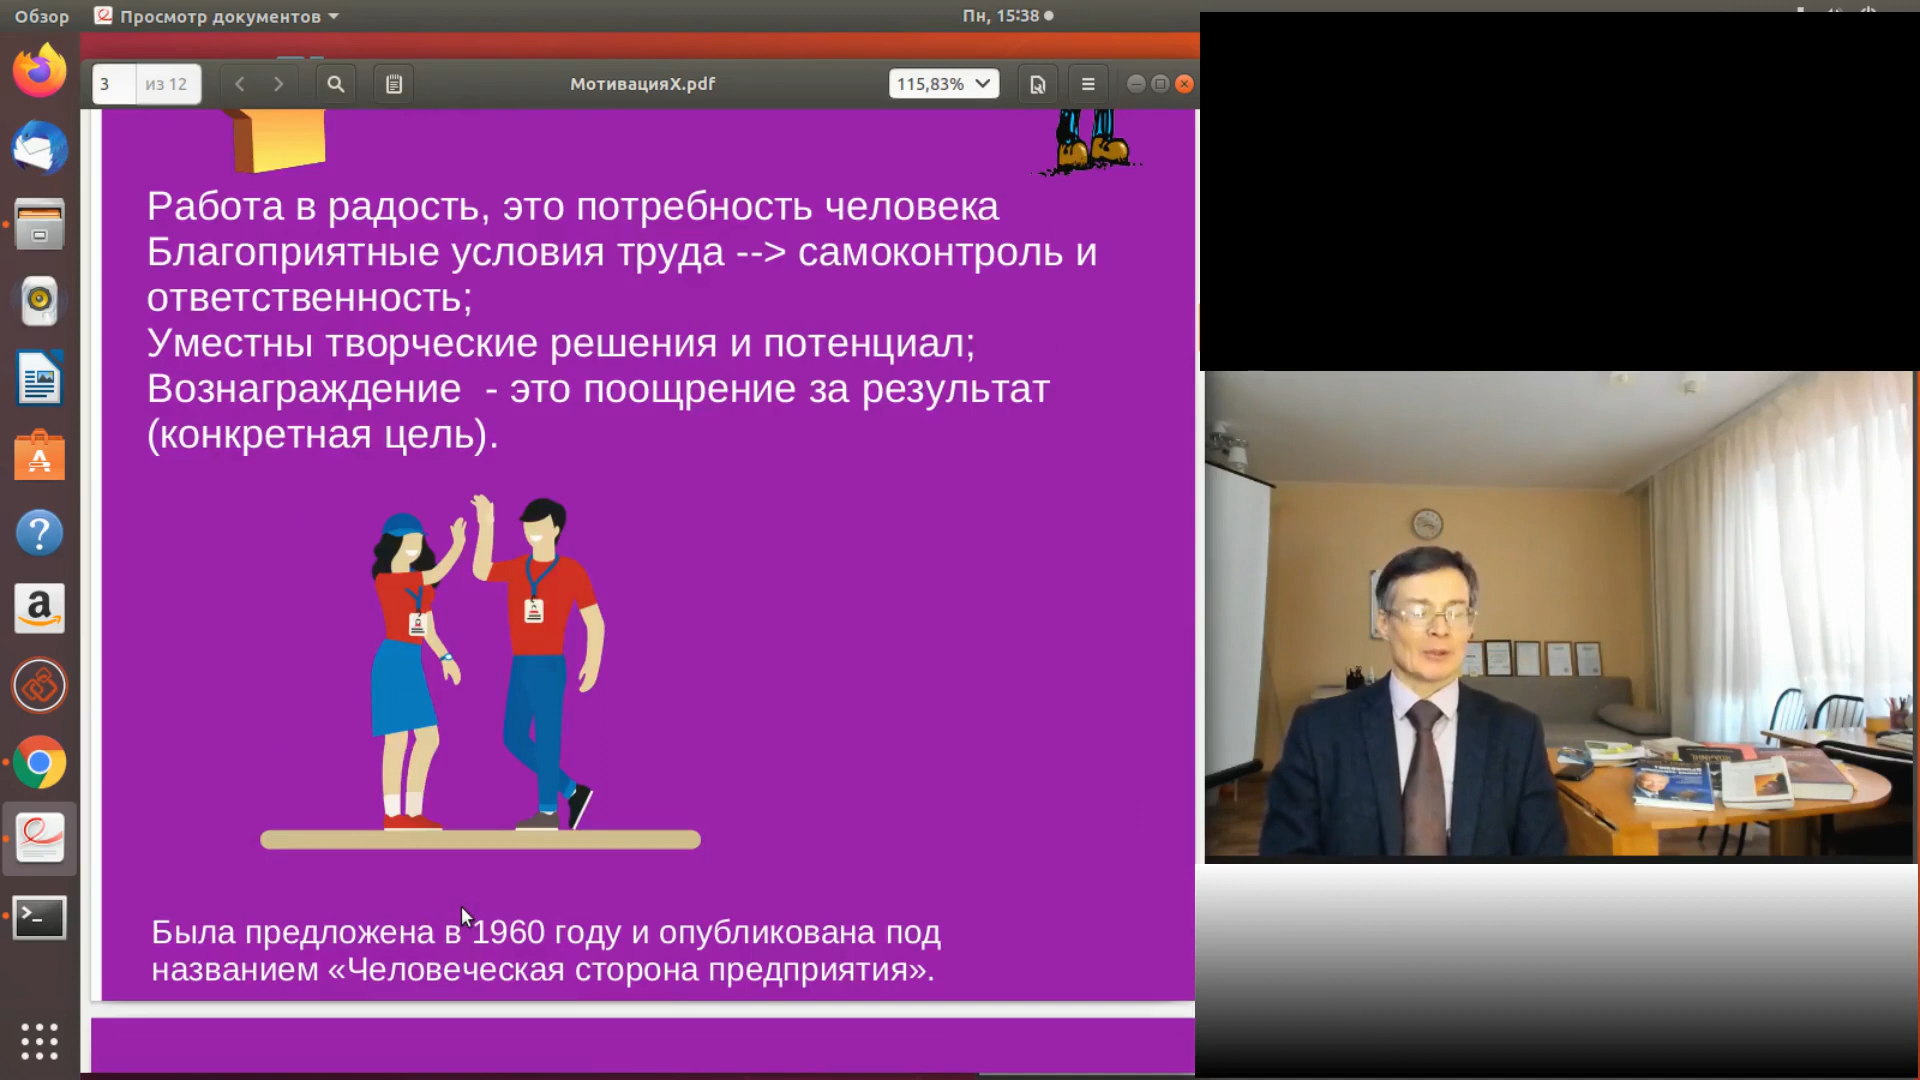 Обзор
Просмотр документов
Пн, 15:38
3
из 12
МотивацияX.pdf
115,83%
Работа в радость, это потребность человека
Благоприятные условия труда --> самоконтроль и
ответственность;
Уместны творческие решения и потенциал;
Вознаграждение - это поощрение за результат
(конкретная цель).
Была предложена в 1960 году и опубликована под
названием «Человеческая сторона предприятия».